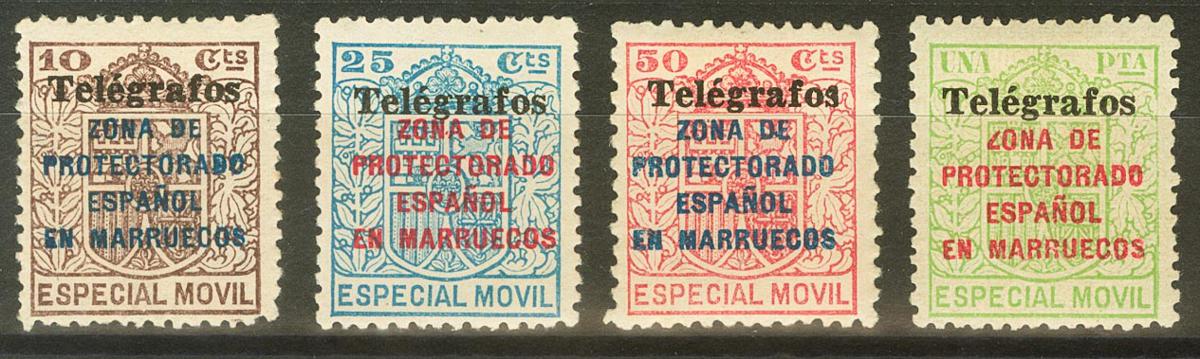 10 Cts
Telégrafos
ZONA DE
PROTECTORADO
ESPAÑOL
EN MARRUECOS
ESPECIAL MOVIL
25 Cts
Telégrafos
ZONA DE
PROTECTORADO
ESPAÑOL
EN MARRUECOS
ESPECIAL MOVIL
50 Cts
Telégrafos
ZONA DE
PROTECTORADO
ESPAÑOL
EN MARRUECOS
ESPECIAL MOVIL
UNA PTA
Telégrafos
ZONA DE
PROTECTORADO
ESPAÑOL
EN MARRUECOS
ESPECIAL MOVIL